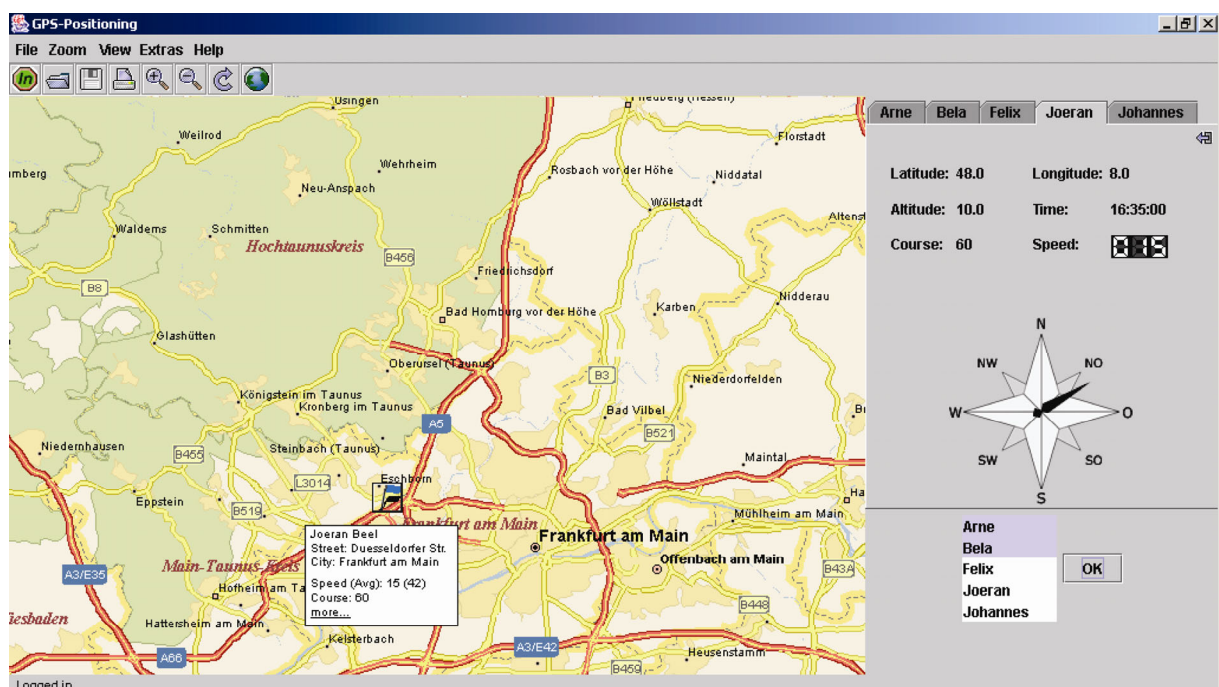 GPS-Positioning
File Zoom View Extras Help
In
Usingen
Weilrod
Florstadt
Wehrheim
Rosbach vor der Höhe
Niddatal
Neu-Anspach
Wöllstadt
Waldems
Schmitten
Hochtaunuskreis
B456
Friedrichsdorf
B8
Nidderau
Karben
Bad Homburg vor der Höhe
Glashütten
Oberursel (Taunus)
B3
Niederdorfelden
Königstein im Taunus
Kronberg im Taunus
Bad Vilbel
A5
B521
Niedernhausen
B455
Steinbach (Taunus)
Maintal
Eschborn
L3014
Eppstein
B519
Mühlheim am Main
Frankfurt am Main
Frankfurt am Main
Offenbach am Main
Main-Taunus-Kreis
A3/E35
B43A
Hofheim am Ta
B448
Hattersheim am Main
Kelsterbach
A3/E42
Heusenstamm
A66
B459
Joeran Beel
Street: Duesseldorfer Str.
City: Frankfurt am Main
Speed (Avg): 15 (42)
Course: 60
more...
Arne Bela Felix Joeran Johannes
Latitude: 48.0 Longitude: 8.0
Altitude: 10.0 Time: 16:35:00
Course: 60 Speed: 015
N
NW NO
W O
SW SO
S
Arne
Bela
Felix
Joeran
Johannes
OK
Logged in